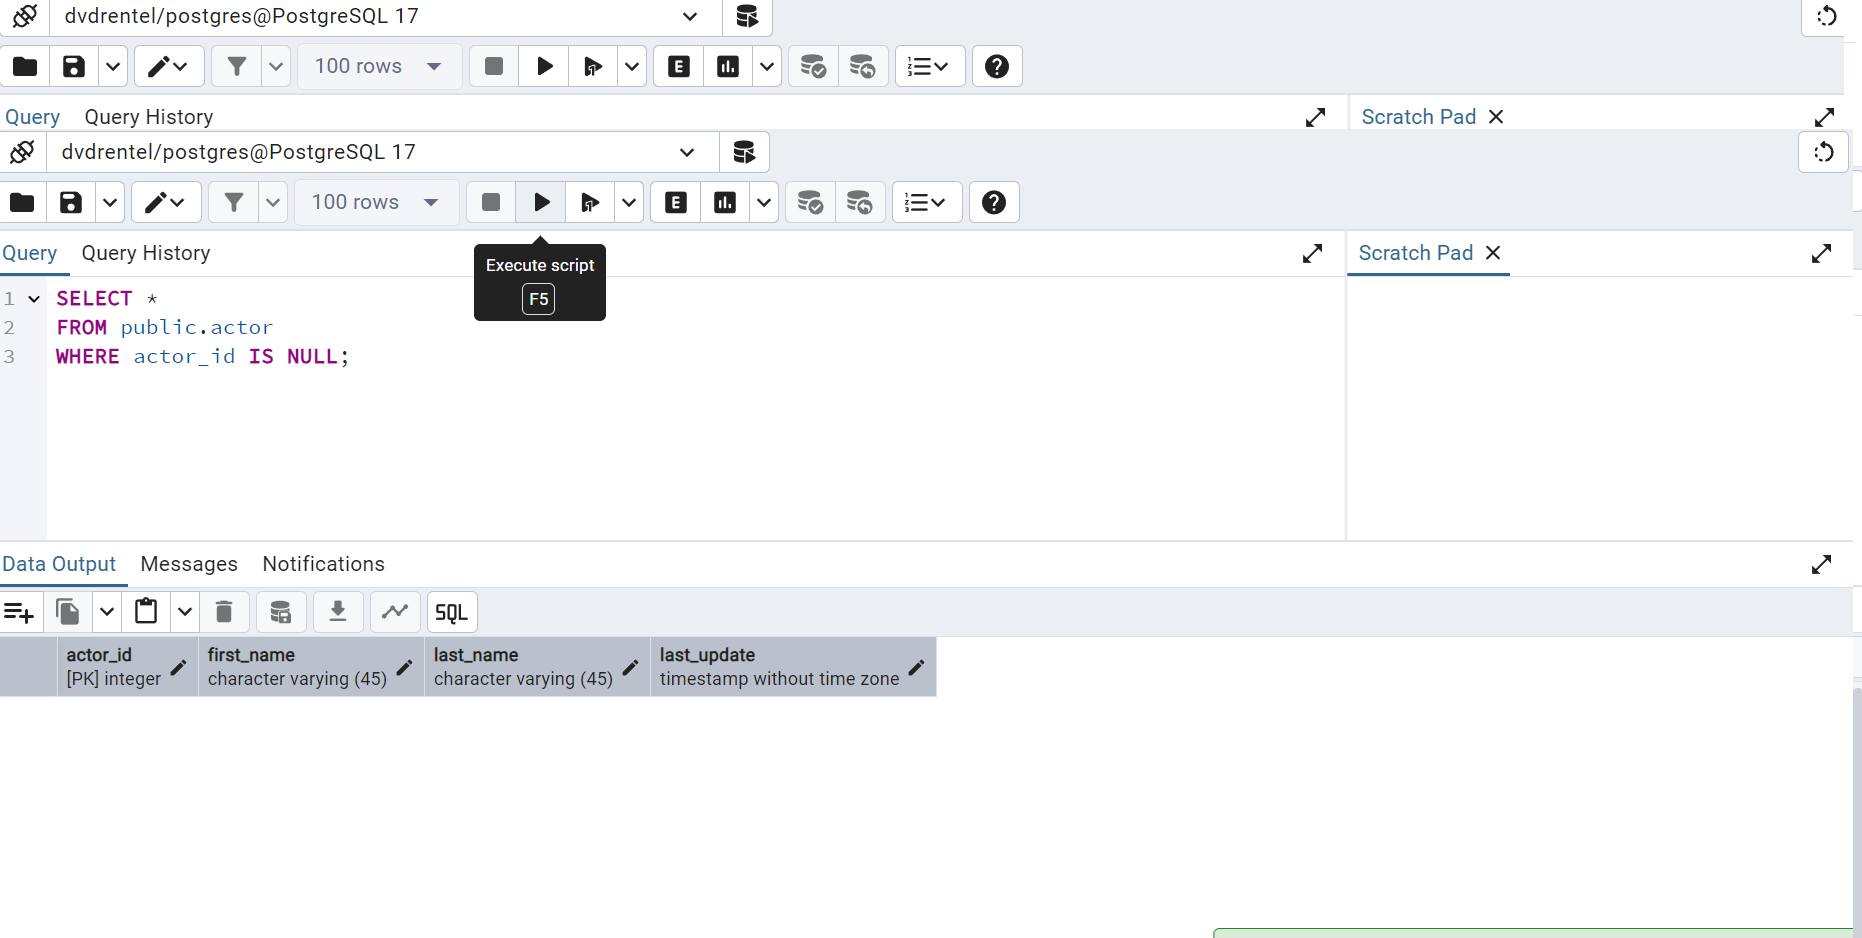 dvdrentel/postgres@PostgreSQL 17
100 rows
E
Query Query History Scratch Pad
dvdrentel/postgres@PostgreSQL 17
100 rows
E
Query Query History Scratch Pad
Execute script
F5
1 SELECT *
2 FROM public.actor
3 WHERE actor_id IS NULL;
Data Output Messages Notifications
SQL
actor_id first_name last_name last_update
[PK] integer character varying (45) character varying (45) timestamp without time zone